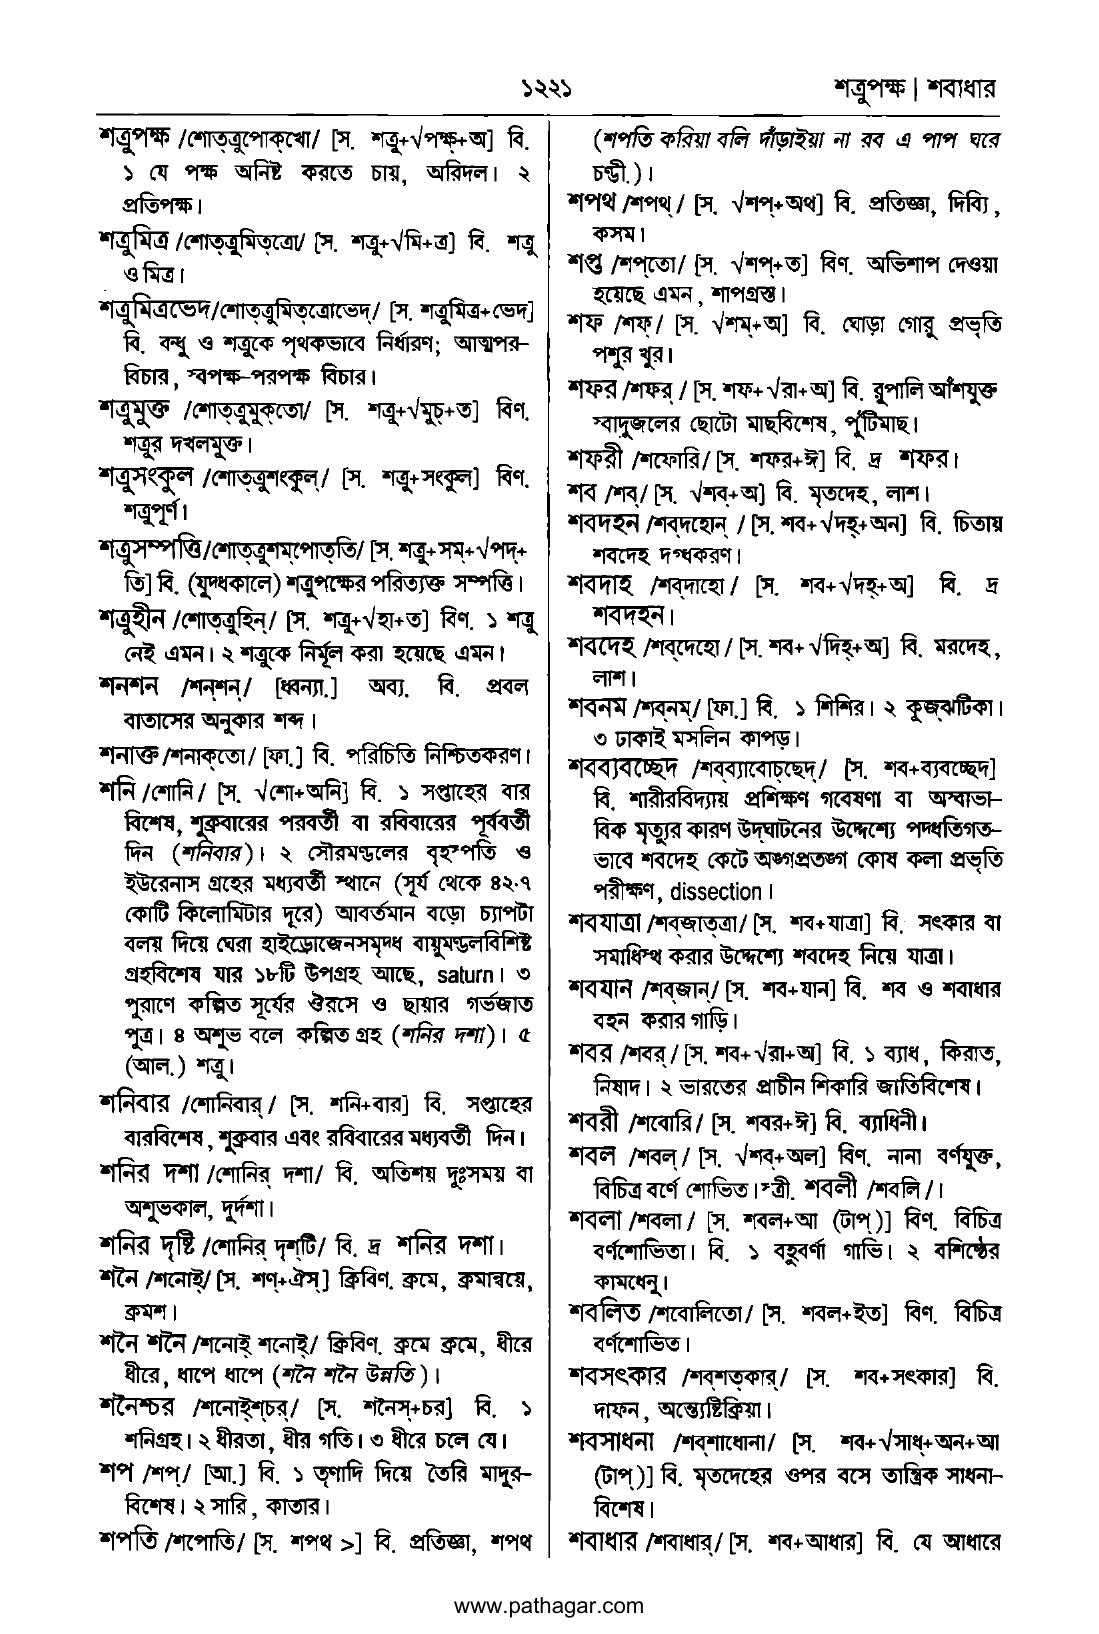 ১২২১
শত্রুপক্ষ | শবাধার
শত্রুপক্ষ /শোত্ত্রুপোক্খো/ [স. শত্রু+√পক্ষ্+অ] বি.
১ যে পক্ষ অনিষ্ট করতে চায়, অরিদল। ২
প্রতিপক্ষ।
শত্রুমিত্র /শোত্ত্রুমিত্ত্রো/ [স. শত্রু+√মি+ত্র] বি. শত্রু
ও মিত্র।
শত্রুমিত্রভেদ/শোত্ত্রুমিত্ত্রোভেদ্/ [স. শত্রুমিত্র+ভেদ]
বি. বন্ধু ও শত্রুকে পৃথকভাবে নির্ধারণ; আত্মপর–
বিচার, স্বপক্ষ–পরপক্ষ বিচার।
শত্রুমুক্ত /শোত্ত্রুমুক্তো/ [স. শত্রু+√মুচ্+ত] বিণ.
শত্রুর দখলমুক্ত।
শত্রুসংকুল /শোত্ত্রুশংকুল্/ [স. শত্রু+সংকুল] বিণ.
শত্রুপূর্ণ।
শত্রুসম্পত্তি/শোত্ত্রুশম্পোত্তি/ [স. শত্রু+সম্+√পদ্+
তি] বি. (যুদ্ধকালে) শত্রুপক্ষের পরিত্যক্ত সম্পত্তি।
শত্রুহীন /শোত্ত্রুহিন্/ [স. শত্রু+√হা+ত] বিণ. ১ শত্রু
নেই এমন। ২ শত্রুকে নির্মূল করা হয়েছে এমন।
শনশন /শন্শন্/ [ধ্বন্যা.] অব্য. বি. প্রবল
বাতাসের অনুকার শব্দ।
শনাক্ত /শনাক্তো/ [ফা.] বি. পরিচিতি নিশ্চিতকরণ।
শনি /শোনি/ [স. √শো+অনি] বি. ১ সপ্তাহের বার
বিশেষ, শুক্রবারের পরবর্তী বা রবিবারের পূর্ববর্তী
দিন (শনিবার)। ২ সৌরমণ্ডলের বৃহস্পতি ও
ইউরেনাস গ্রহের মধ্যবর্তী স্থানে (সূর্য থেকে ৪২·৭
কোটি কিলোমিটার দূরে) আবর্তমান বড়ো চ্যাপটা
বলয় দিয়ে ঘেরা হাইড্রোজেনসমৃদ্ধ বায়ুমণ্ডলবিশিষ্ট
গ্রহবিশেষ যার ১৮টি উপগ্রহ আছে, saturn। ৩
পুরাণে কল্পিত সূর্যের ঔরসে ও ছায়ার গর্ভজাত
পুত্র। ৪ অশুভ বলে কল্পিত গ্রহ (শনির দশা)। ৫
(আল.) শত্রু।
শনিবার /শোনিবার্/ [স. শনি+বার] বি. সপ্তাহের
বারবিশেষ, শুক্রবার এবং রবিবারের মধ্যবর্তী দিন।
শনির দশা /শোনির্ দশা/ বি. অতিশয় দুঃসময় বা
অশুভকাল, দুর্দশা।
শনির দৃষ্টি /শোনির্ দৃশ্টি/ বি. দ্র শনির দশা।
শনৈ /শনোই্/ [স. শণ্+ঐস্] ক্রিবিণ. ক্রমে, ক্রমান্বয়ে,
ক্রমশ।
শনৈ শনৈ /শনোই্ শনোই্/ ক্রিবিণ. ক্রমে ক্রমে, ধীরে
ধীরে, ধাপে ধাপে (শনৈ শনৈ উন্নতি)।
শনৈশ্চর /শনোই্শ্চর্/ [স. শনৈস্+চর] বি. ১
শনিগ্রহ। ২ ধীরতা, ধীর গতি। ৩ ধীরে চলে যে।
শপ /শপ্/ [আ.] বি. ১ তৃণাদি দিয়ে তৈরি মাদুর–
বিশেষ। ২ সারি, কাতার।
শপতি /শপোতি/ [স. শপথ >] বি. প্রতিজ্ঞা, শপথ
(শপতি করিয়া বলি দাঁড়াইয়া না রব এ পাপ ঘরে
চণ্ডী.)।
শপথ /শপথ্/ [স. √শপ্+অথ] বি. প্রতিজ্ঞা, দিব্যি,
কসম।
শপ্ত /শপ্তো/ [স. √শপ্+ত] বিণ. অভিশাপ দেওয়া
হয়েছে এমন, শাপগ্রস্ত।
শফ /শফ্/ [স. √শম্+অ] বি. ঘোড়া গোরু প্রভৃতি
পশুর খুর।
শফর /শফর্/ [স. শফ+√রা+অ] বি. রুপালি আঁশযুক্ত
স্বাদুজলের ছোটো মাছবিশেষ, পুঁটিমাছ।
শফরী /শফোরি/ [স. শফর+ঈ] বি. দ্র শফর।
শব /শব্/ [স. √শব্+অ] বি. মৃতদেহ, লাশ।
শবদহন /শব্দহোন্/ [স. শব+√দহ্+অন] বি. চিতায়
শবদেহ দগ্ধকরণ।
শবদাহ /শব্দাহো/ [স. শব+√দহ্+অ] বি. দ্র
শবদহন।
শবদেহ /শব্দেহো/ [স. শব+√দিহ্+অ] বি. মরদেহ,
লাশ।
শবনম /শব্নম্/ [ফা.] বি. ১ শিশির। ২ কুজ্ঝটিকা।
৩ ঢাকাই মসলিন কাপড়।
শবব্যবচ্ছেদ /শব্ব্যাবোচ্ছেদ্/ [স. শব+ব্যবচ্ছেদ]
বি. শারীরবিদ্যায় প্রশিক্ষণ গবেষণা বা অস্বাভা–
বিক মৃত্যুর কারণ উদ্ঘাটনের উদ্দেশ্যে পদ্ধতিগত–
ভাবে শবদেহ কেটে অঙ্গপ্রতঙ্গ কোষ কলা প্রভৃতি
পরীক্ষণ, dissection।
শবযাত্রা /শব্জাত্ত্রা/ [স. শব+যাত্রা] বি. সৎকার বা
সমাধিস্থ করার উদ্দেশ্যে শবদেহ নিয়ে যাত্রা।
শবযান /শব্জান্/ [স. শব+যান] বি. শব ও শবাধার
বহন করার গাড়ি।
শবর /শবর্/ [স. শব+√রা+অ] বি. ১ ব্যাধ, কিরাত,
নিষাদ। ২ ভারতের প্রাচীন শিকারি জাতিবিশেষ।
শবরী /শবোরি/ [স. শবর+ঈ] বি. ব্যাধিনী।
শবল /শবল্/ [স. √শব্+অল] বিণ. নানা বর্ণযুক্ত,
বিচিত্র বর্ণে শোভিত। স্ত্রী. শবলী /শবলি/।
শবলা /শবলা/ [স. শবল+আ (টাপ্)] বিণ. বিচিত্র
বর্ণশোভিতা। বি. ১ বহুবর্ণা গাভি। ২ বশিষ্ঠের
কামধেনু।
শবলিত /শবোলিতো/ [স. শবল+ইত] বিণ. বিচিত্র
বর্ণশোভিত।
শবসৎকার /শব্শত্কার্/ [স. শব+সৎকার] বি.
দাফন, অন্ত্যেষ্টিক্রিয়া।
শবসাধনা /শব্শাধোনা/ [স. শব+√সাধ্+অন+আ
(টাপ্)] বি. মৃতদেহের ওপর বসে তান্ত্রিক সাধনা–
বিশেষ।
শবাধার /শবাধার্/ [স. শব+আধার] বি. যে আধারে
www.pathagar.com